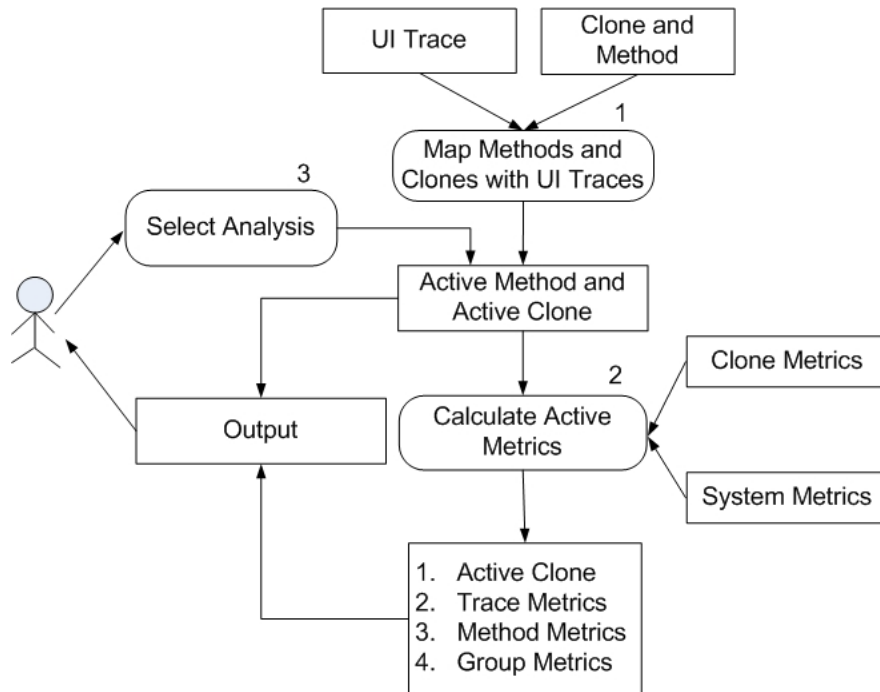 UI Trace
Clone and
Method
1
Map Methods and
Clones with UI Traces
3
Select Analysis
Active Method and
Active Clone
Clone Metrics
2
Calculate Active
Metrics
Output
System Metrics
1. Active Clone
2. Trace Metrics
3. Method Metrics
4. Group Metrics